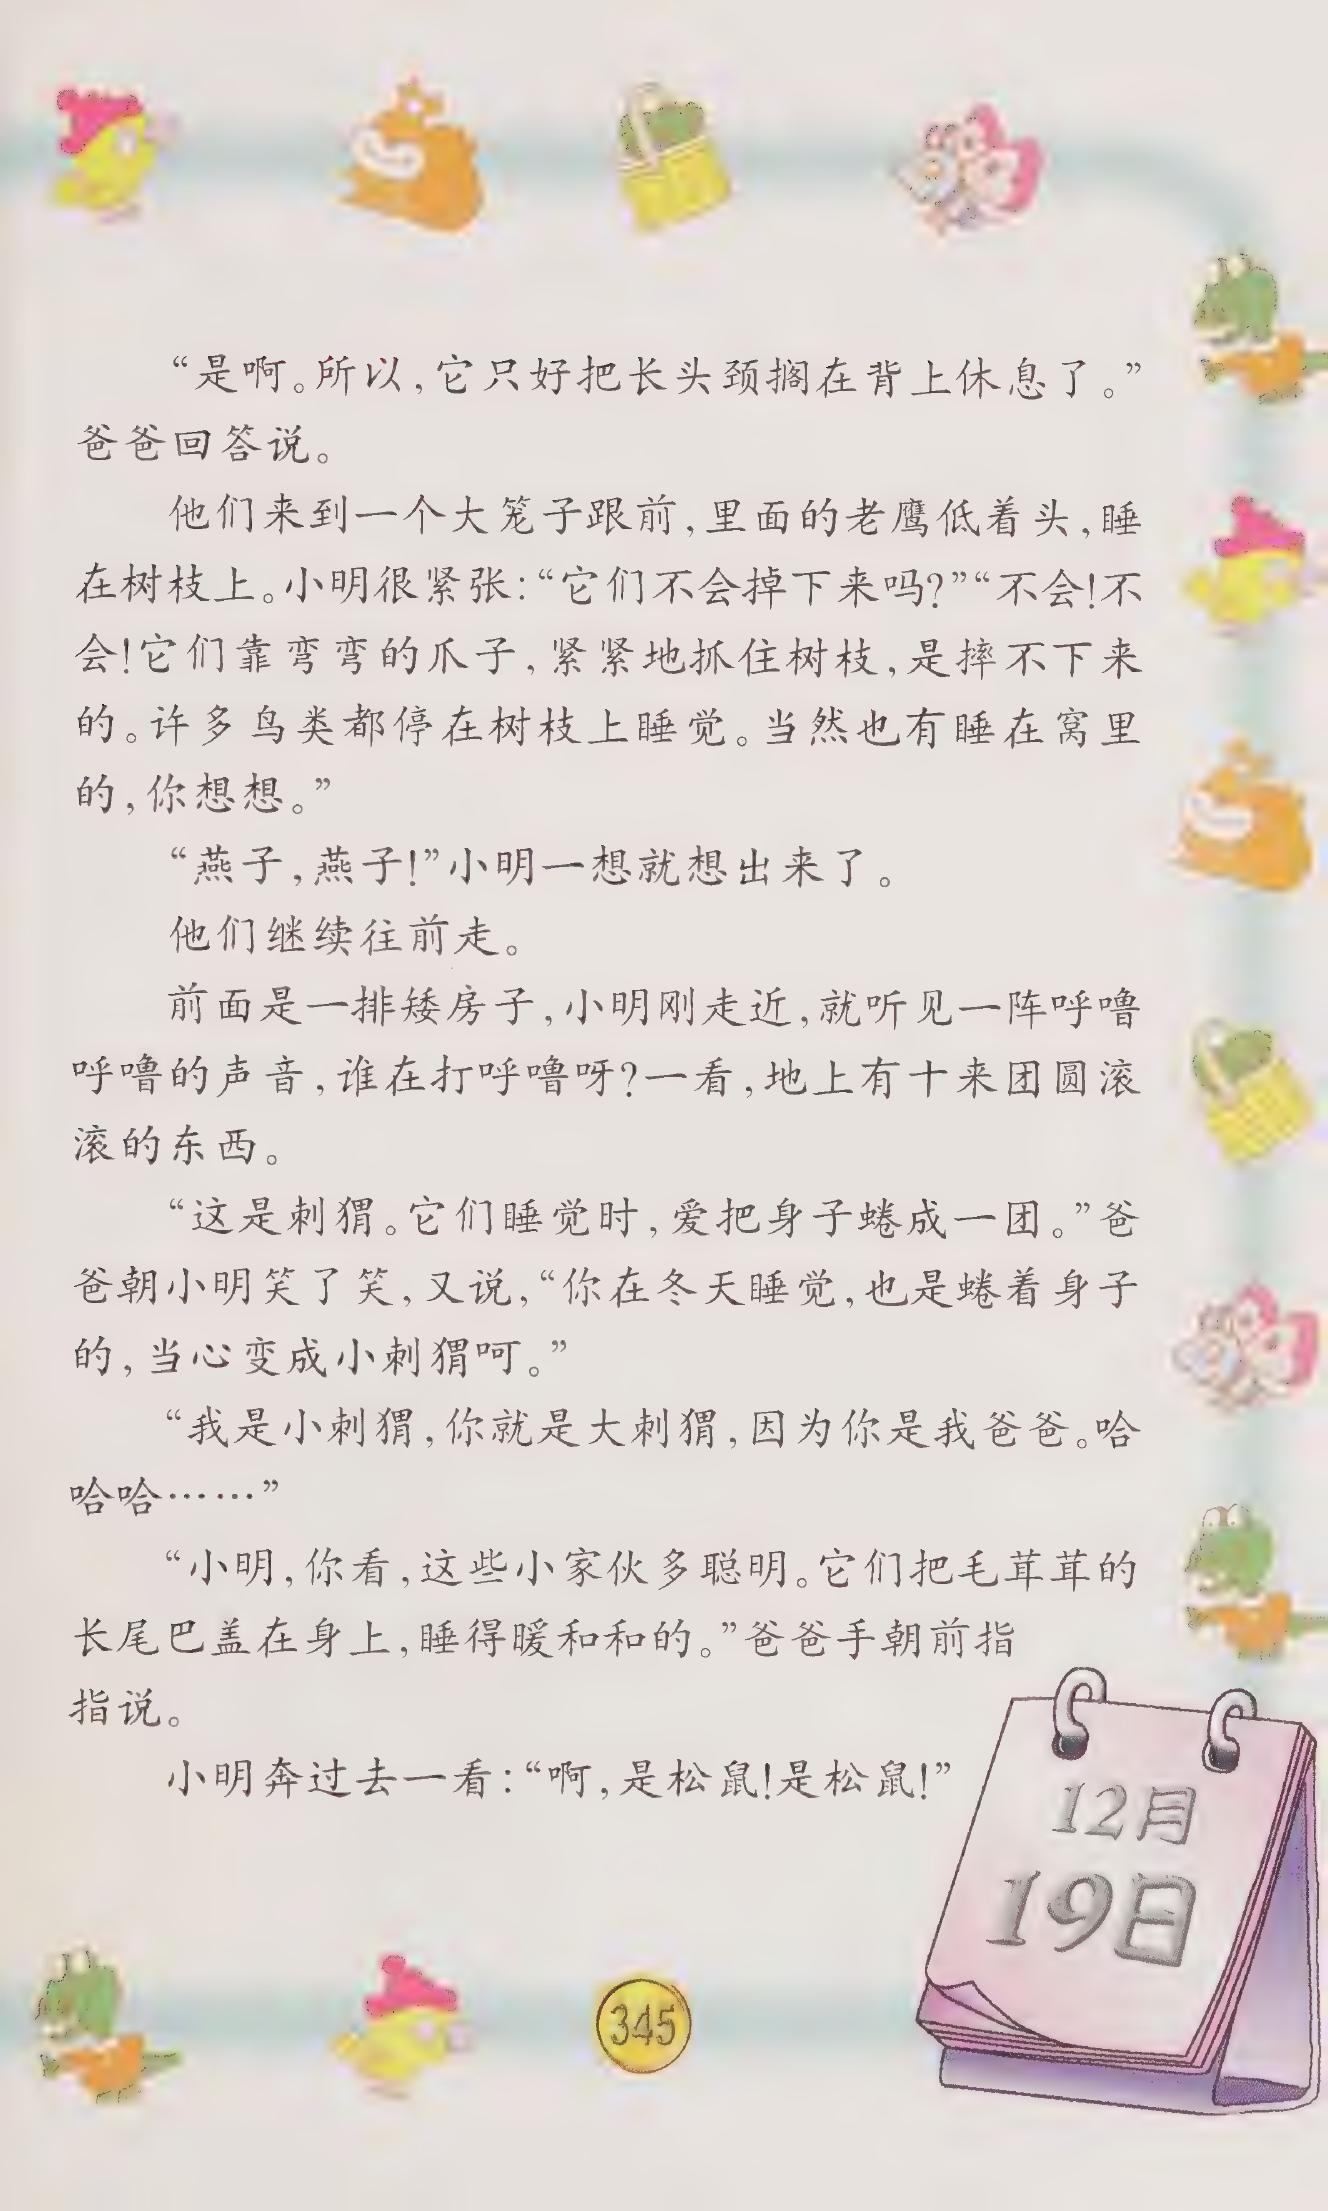 “是啊。所以,它只好把长头颈搁在背上休息了。”
爸爸回答说。
他们来到一个大笼子跟前,里面的老鹰低着头,睡
在树枝上。小明很紧张:“它们不会掉下来吗?”“不会!不
会!它们靠弯弯的爪子,紧紧地抓住树枝,是摔不下来
的。许多鸟类都停在树枝上睡觉。当然也有睡在窝里
的,你想想。”
“燕子,燕子!”小明一想就想出来了。
他们继续往前走。
前面是一排矮房子,小明刚走近,就听见一阵呼噜
呼噜的声音,谁在打呼噜呀?一看,地上有十来团圆滚
滚的东西。
“这是刺猬。它们睡觉时,爱把身子蜷成一团。”爸
爸朝小明笑了笑,又说,“你在冬天睡觉,也是蜷着身子
的,当心变成小刺猬呵。”
“我是小刺猬,你就是大刺猬,因为你是我爸爸。哈
哈哈……”
“小明,你看,这些小家伙多聪明。它们把毛茸茸的
长尾巴盖在身上,睡得暖和和的。”爸爸手朝前指
指说。
小明奔过去一看:“啊,是松鼠!是松鼠!”
12月
19日
345